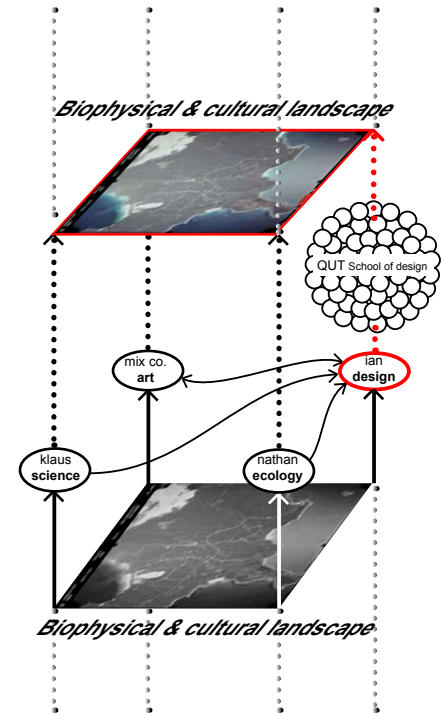 Biophysical & cultural landscape
QUT School of design
mix co.
art
ian
design
klaus
science
nathan
ecology
Biophysical & cultural landscape